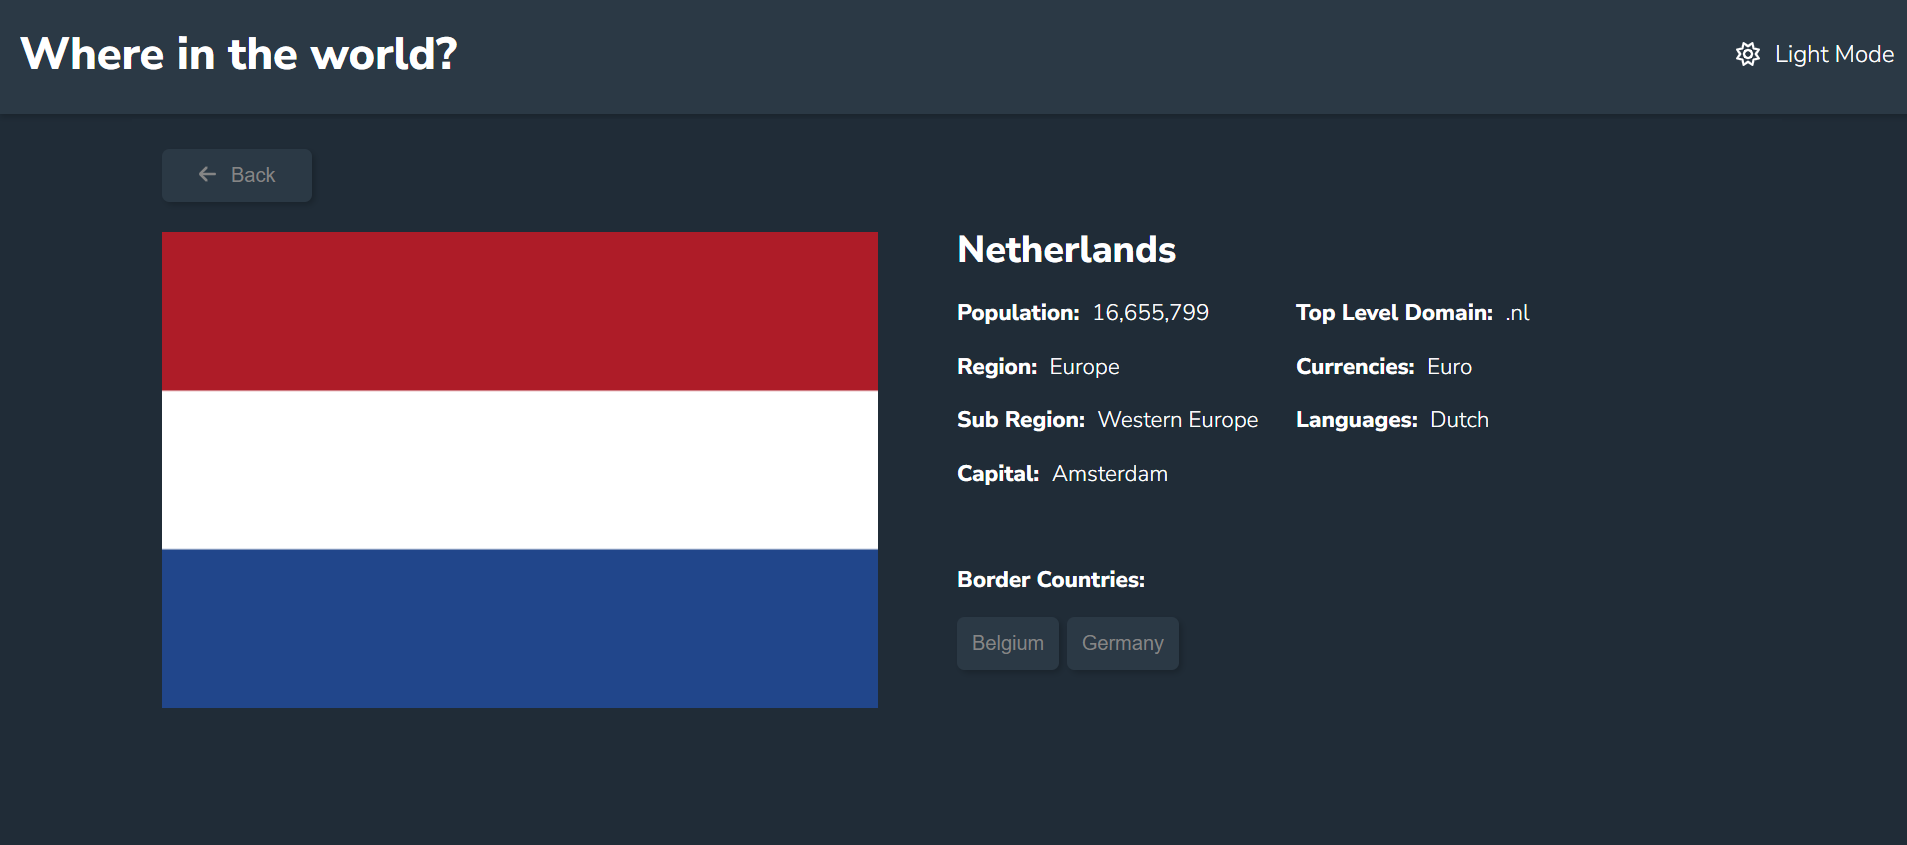 Where in the world?
Light Mode
Back
Netherlands
Population: 16,655,799
Region: Europe
Sub Region: Western Europe
Capital: Amsterdam
Top Level Domain: .nl
Currencies: Euro
Languages: Dutch
Border Countries:
Belgium
Germany